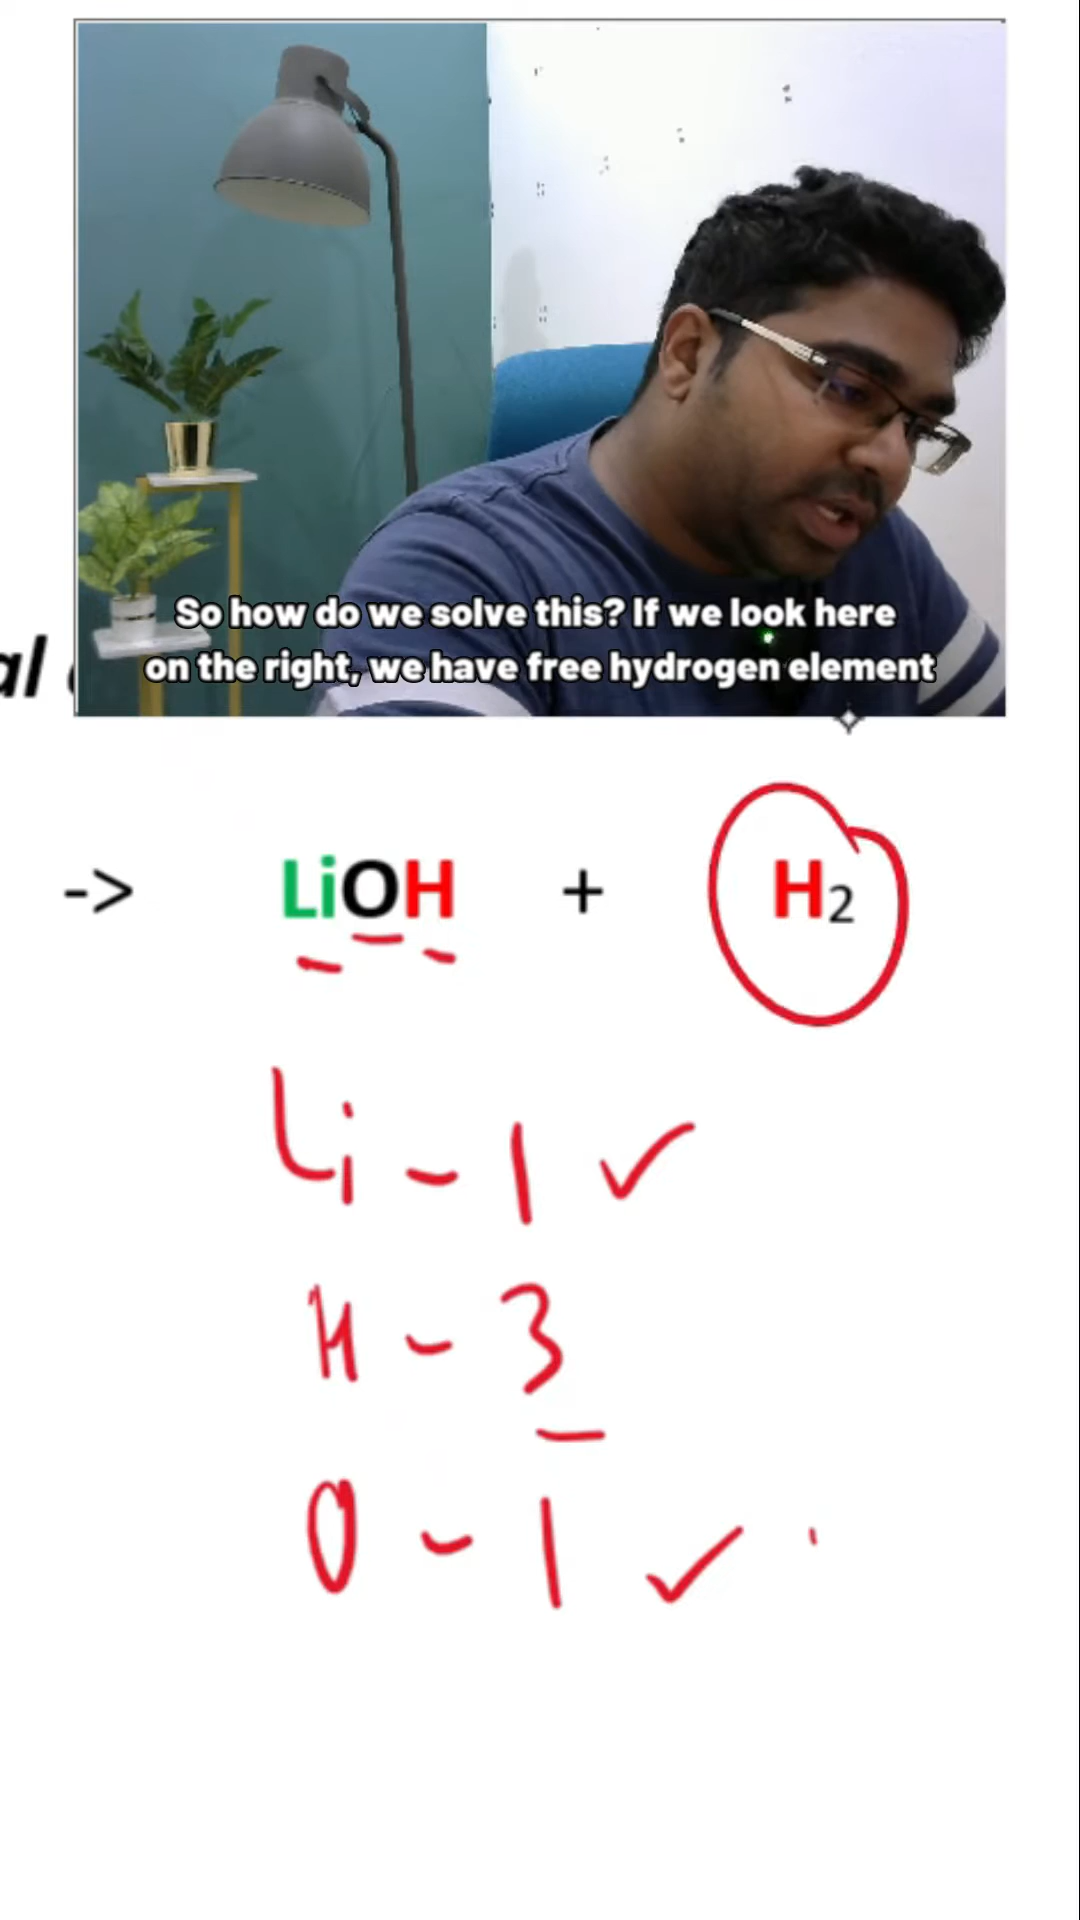 So how do we solve this? If we look here
on the right, we have free hydrogen element
al
-> LiOH + H₂
Li - 1 ✓
H - 3
O - 1 ✓